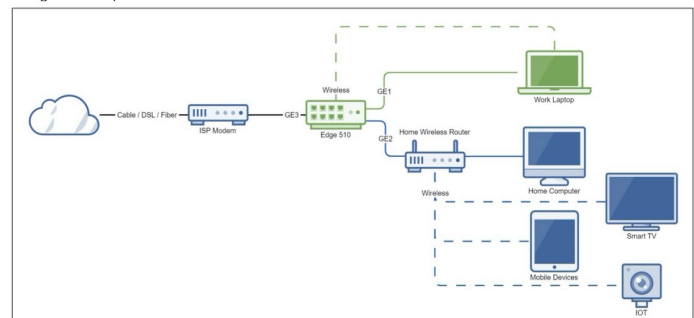 Wireless
GE1
Work Laptop
Cable / DSL / Fiber
ISP Modem
GE3
Edge 510
GE2
Home Wireless Router
Home Computer
Wireless
Smart TV
Mobile Devices
IOT